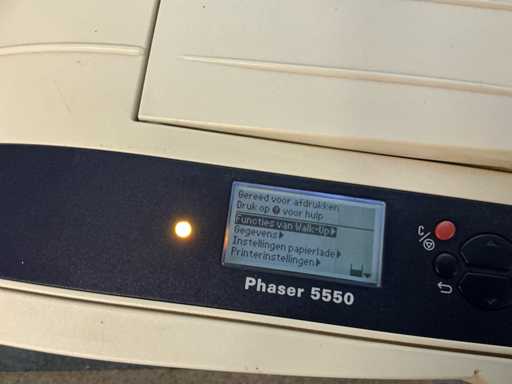 Gereed voor afdrukken
Druk op ? voor hulp
Functies van Walk-Up
Gegevens
Instellingen papierlade
Printerinstellingen
Phaser 5550